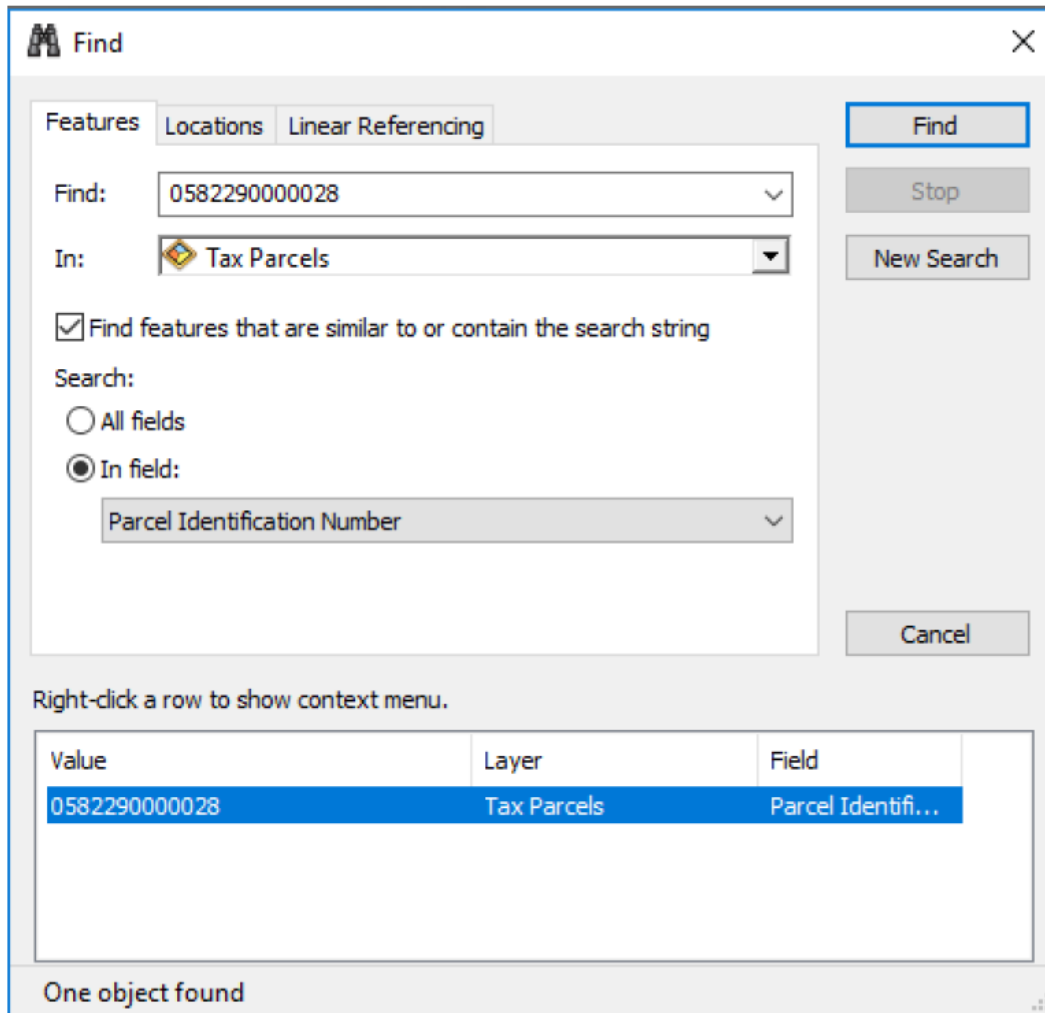 Find
Features Locations Linear Referencing
Find
Find: 0582290000028
Stop
In: Tax Parcels
New Search
Find features that are similar to or contain the search string
Search:
All fields
In field:
Parcel Identification Number
Cancel
Right-click a row to show context menu.
Value Layer Field
0582290000028 Tax Parcels Parcel Identifi...
One object found